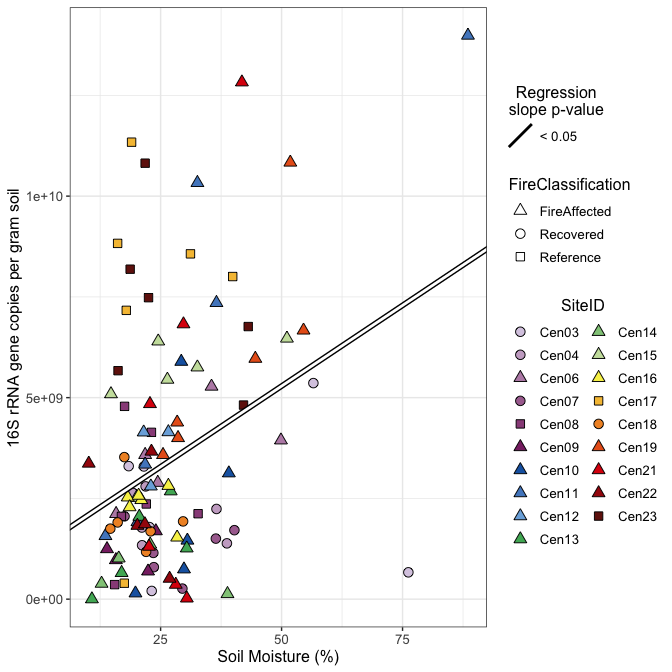 16S rRNA gene copies per gram soil
1e+10
5e+09
0e+00
25
50
75
Soil Moisture (%)
Regression
slope p-value
< 0.05
FireClassification
FireAffected
Recovered
Reference
SiteID
Cen03
Cen04
Cen06
Cen07
Cen08
Cen09
Cen10
Cen11
Cen12
Cen13
Cen14
Cen15
Cen16
Cen17
Cen18
Cen19
Cen21
Cen22
Cen23